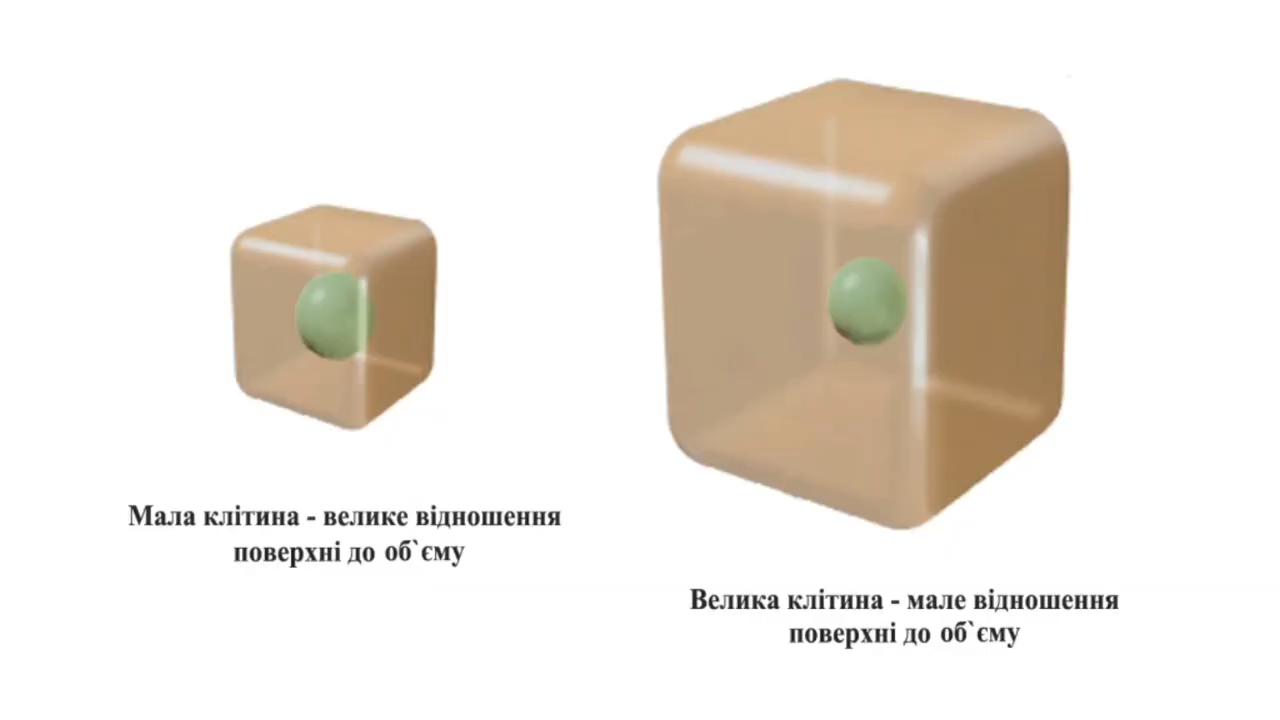 Мала клітина - велике відношення
поверхні до об`єму
Велика клітина - мале відношення
поверхні до об`єму